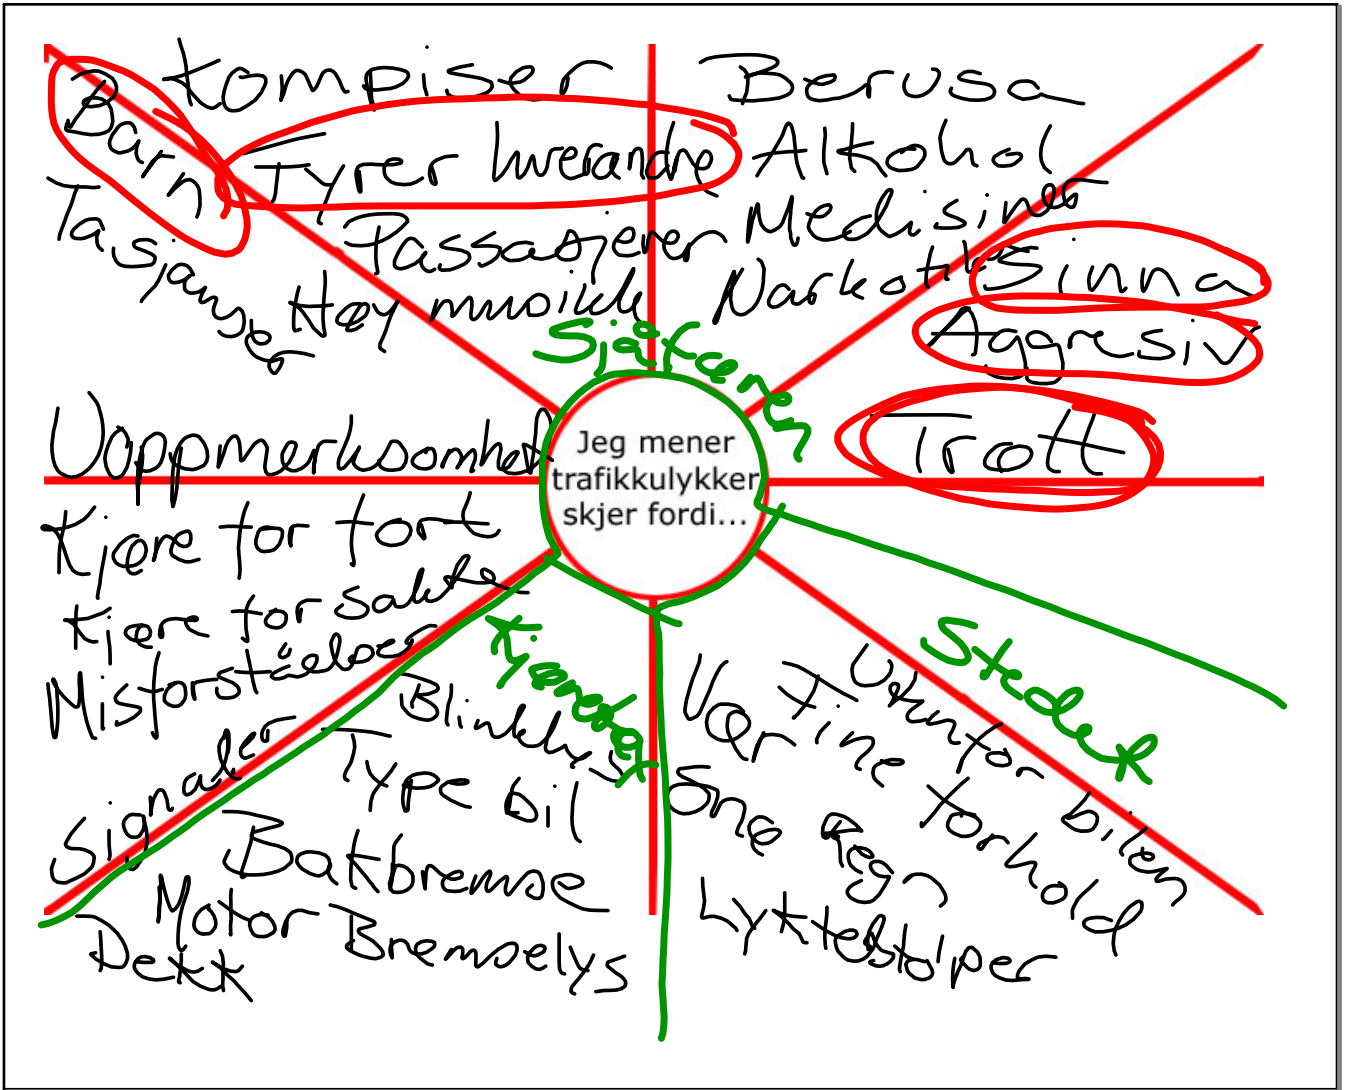 Kompiser
Barn
Tyrer hverandre
Passasjerer
Tasjanger
Høy musikk
Berusa
Alkohol
Medisiner
Narkotika
Sinna
Aggresiv
Trøtt
Uoppmerksomhet
Sjåføren
Jeg mener
trafikkulykker
skjer fordi...
Kjøre for fort
Kjøre for sakte
Misforståelser
Signaler
Kjøretøy
Blinklys
Type bil
Bakbremse
Motor
Bremselys
Dekk
Stedet
Utenfor bilen
Vær
Fine forhold
Snø
Regn
Lyktestolper